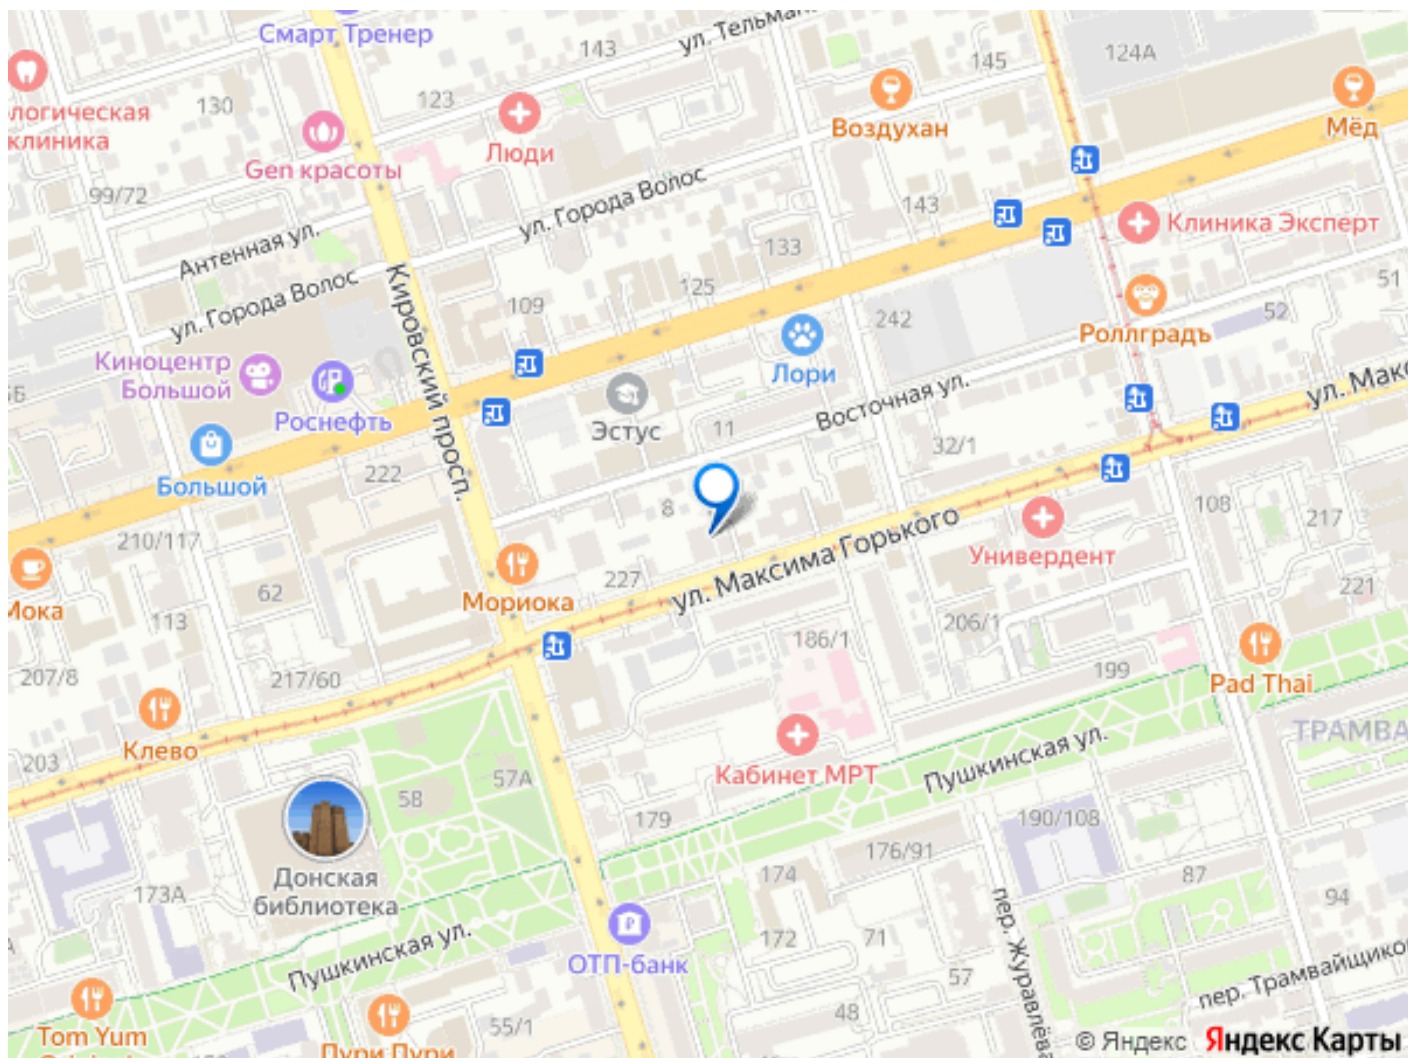 Смарт Тренер
143
ул. Тельмана
145
124А
логическая
клиника
130
123
Воздухан
Мёд
Люди
Gen красоты
99/72
ул. Города Волос
143
Клиника Эксперт
Антенная ул.
133
ул. Города Волос
Кировский просп.
109
125
51
242
52
Роллградъ
Киноцентр
Большой
Лори
Роснефть
Эстус
11
Восточная ул.
ул. Макс
32/1
222
Большой
8
108
217
210/117
ул. Максима Горького
Универдент
Мока
62
227
Мориока
221
113
186/1
206/1
207/8
217/60
199
Pad Thai
Клево
ТРАМВА
203
Кабинет МРТ
Пушкинская ул.
57А
58
179
190/108
176/91
Донская
библиотека
173А
174
87
94
Пушкинская ул.
172
71
пер. Журавлёва
ОТП-банк
57
пер. Трамвайщиков
48
Tom Yum
55/1
Пури Пури
© Яндекс Яндекс Карты